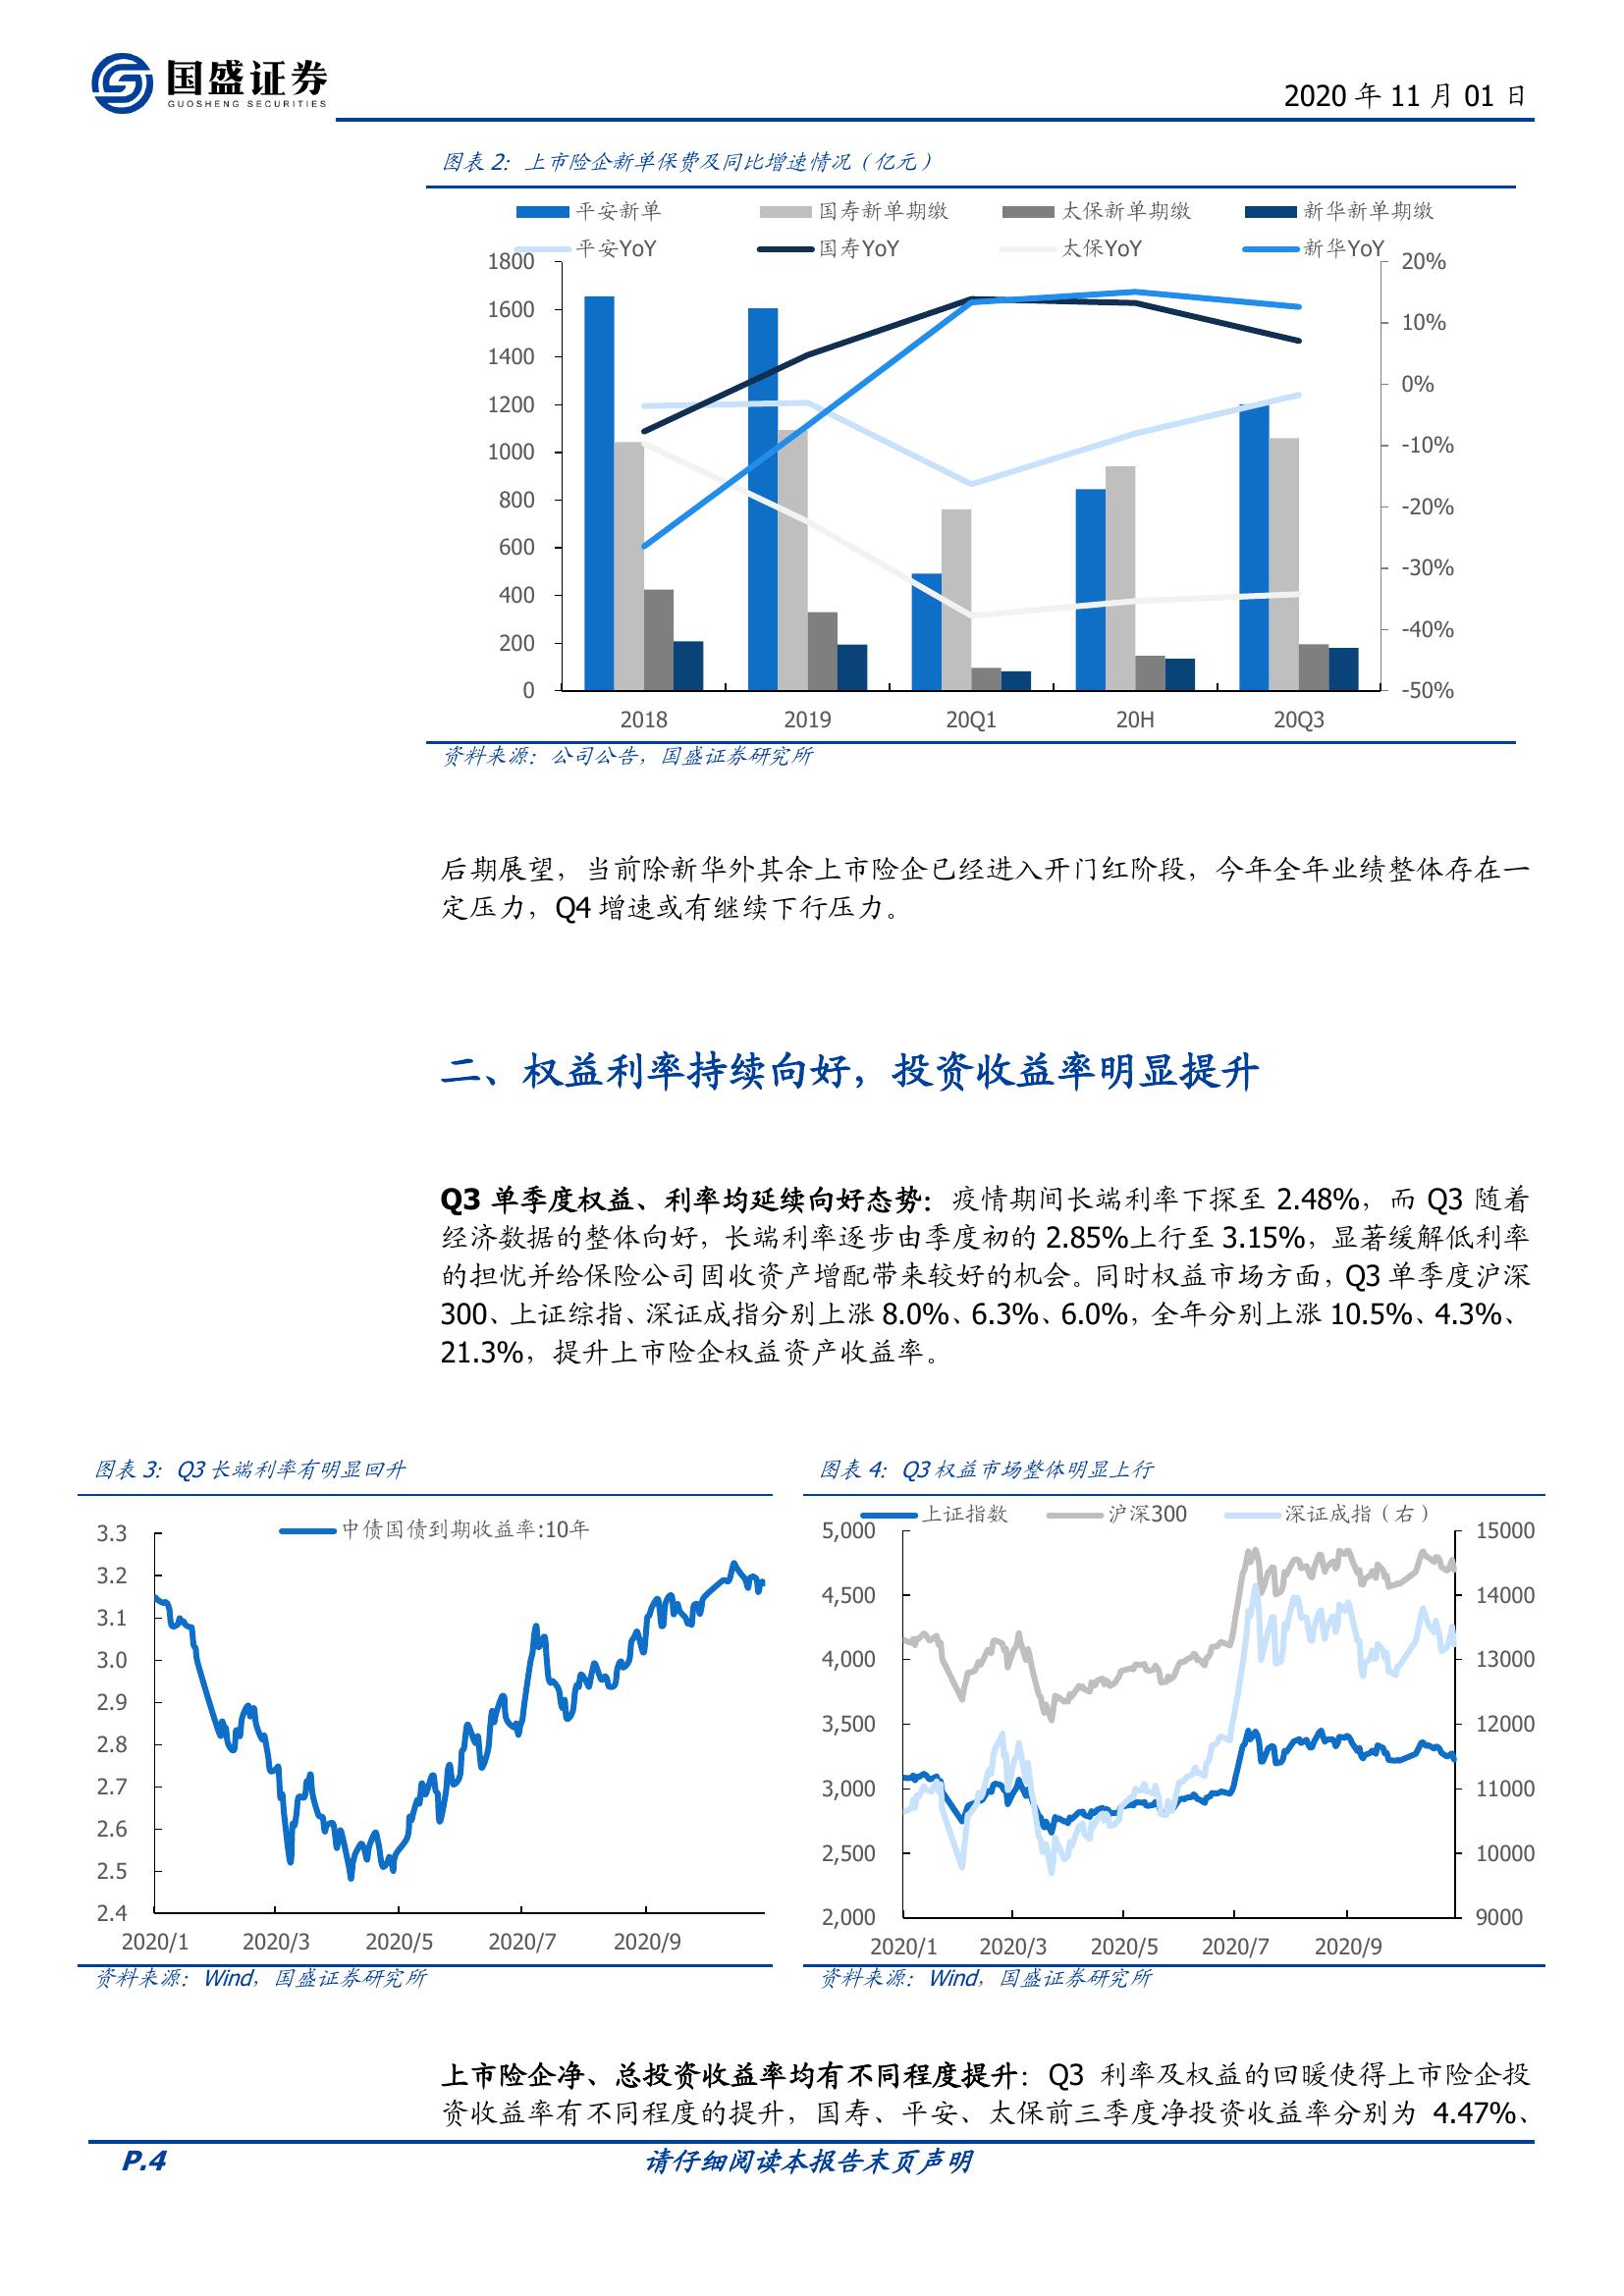 国盛证券
GUOSHENG SECURITIES
2020 年 11 月 01 日
图表 2：上市险企新单保费及同比增速情况（亿元）
平安新单 国寿新单期缴 太保新单期缴 新华新单期缴
平安YoY 国寿YoY 太保YoY 新华YoY
1800
1600
1400
1200
1000
800
600
400
200
0
20%
10%
0%
-10%
-20%
-30%
-40%
-50%
2018 2019 20Q1 20H 20Q3
资料来源：公司公告，国盛证券研究所
后期展望，当前除新华外其余上市险企已经进入开门红阶段，今年全年业绩整体存在一
定压力，Q4 增速或有继续下行压力。
二、权益利率持续向好，投资收益率明显提升
Q3 单季度权益、利率均延续向好态势：疫情期间长端利率下探至 2.48%，而 Q3 随着
经济数据的整体向好，长端利率逐步由季度初的 2.85%上行至 3.15%，显著缓解低利率
的担忧并给保险公司固收资产增配带来较好的机会。同时权益市场方面，Q3 单季度沪深
300、上证综指、深证成指分别上涨 8.0%、6.3%、6.0%，全年分别上涨 10.5%、4.3%、
21.3%，提升上市险企权益资产收益率。
图表 3：Q3 长端利率有明显回升
中债国债到期收益率:10年
3.3
3.2
3.1
3.0
2.9
2.8
2.7
2.6
2.5
2.4
2020/1 2020/3 2020/5 2020/7 2020/9
资料来源：Wind，国盛证券研究所
图表 4：Q3 权益市场整体明显上行
上证指数 沪深300 深证成指（右）
5,000
4,500
4,000
3,500
3,000
2,500
2,000
15000
14000
13000
12000
11000
10000
9000
2020/1 2020/3 2020/5 2020/7 2020/9
资料来源：Wind，国盛证券研究所
上市险企净、总投资收益率均有不同程度提升：Q3 利率及权益的回暖使得上市险企投
资收益率有不同程度的提升，国寿、平安、太保前三季度净投资收益率分别为 4.47%、
P.4
请仔细阅读本报告末页声明